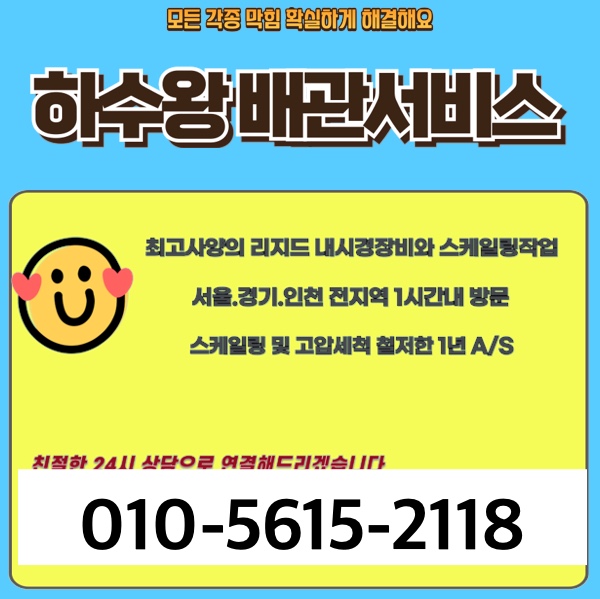 모든 각종 막힘 확실하게 해결해요
하수왕 배관서비스
최고사양의 리지드 내시경장비와 스케일링작업
서울.경기.인천 전지역 1시간내 방문
스케일링 및 고압세척 철저한 1년 A/S
친절한 24시 상담으로 연결해드리겠습니다
010-5615-2118